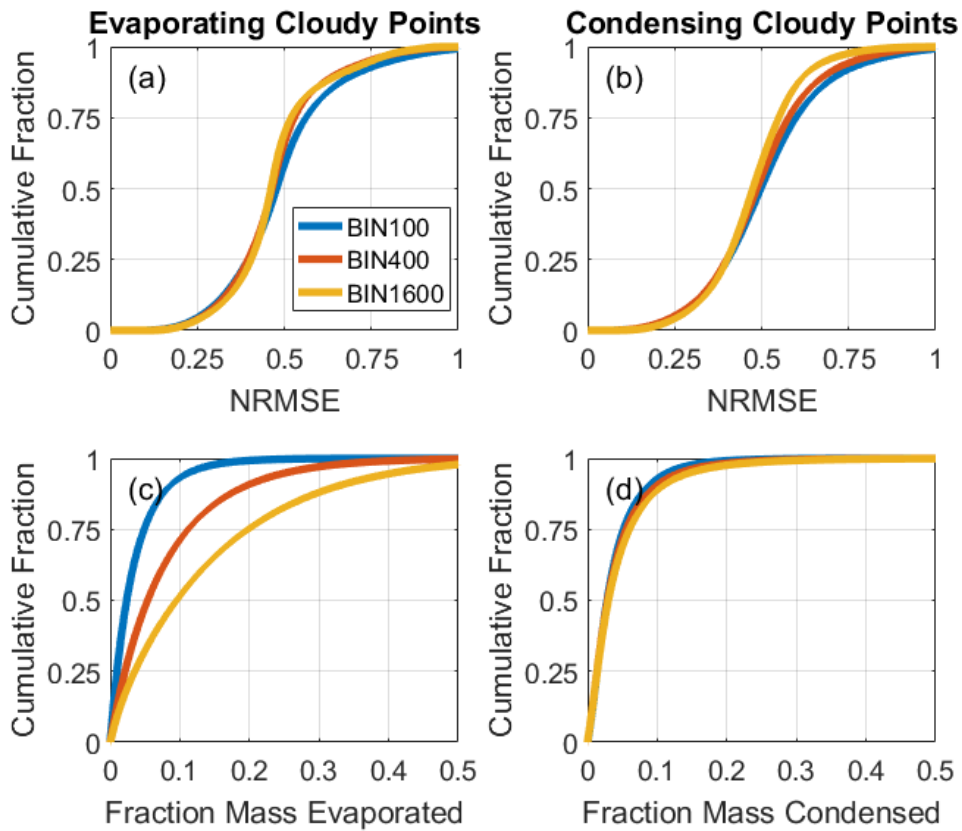 Evaporating Cloudy Points
Condensing Cloudy Points
(a)
Cumulative Fraction
1
0.75
0.5
0.25
0
0 0.25 0.5 0.75 1
NRMSE
BIN100
BIN400
BIN1600
(b)
Cumulative Fraction
1
0.75
0.5
0.25
0
0 0.25 0.5 0.75 1
NRMSE
(c)
Cumulative Fraction
1
0.75
0.5
0.25
0
0 0.1 0.2 0.3 0.4 0.5
Fraction Mass Evaporated
(d)
Cumulative Fraction
1
0.75
0.5
0.25
0
0 0.1 0.2 0.3 0.4 0.5
Fraction Mass Condensed